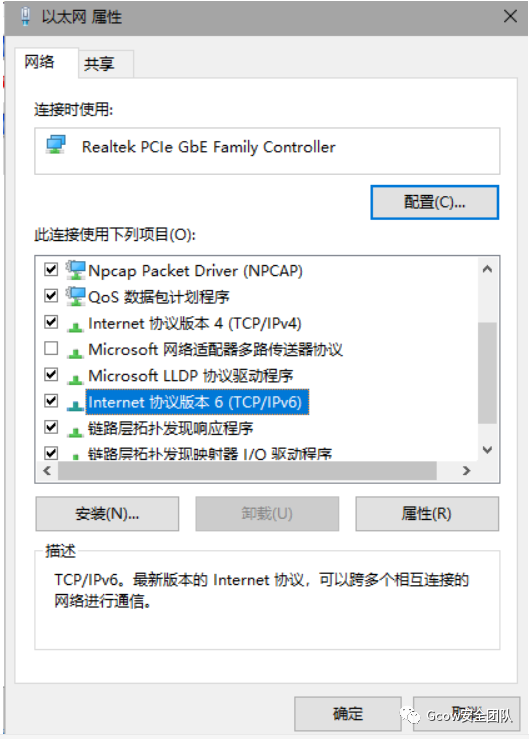 以太网 属性
网络
共享
连接时使用:
Realtek PCIe GbE Family Controller
配置(C)...
此连接使用下列项目(O):
Npcap Packet Driver (NPCAP)
QoS 数据包计划程序
Internet 协议版本 4 (TCP/IPv4)
Microsoft 网络适配器多路传送器协议
Microsoft LLDP 协议驱动程序
Internet 协议版本 6 (TCP/IPv6)
链路层拓扑发现响应程序
链路层拓扑发现映射器 I/O 驱动程序
安装(N)...
卸载(U)
属性(R)
描述
TCP/IPv6。最新版本的 Internet 协议，可以跨多个相互连接的
网络进行通信。
确定
取消
Gcow安全团队